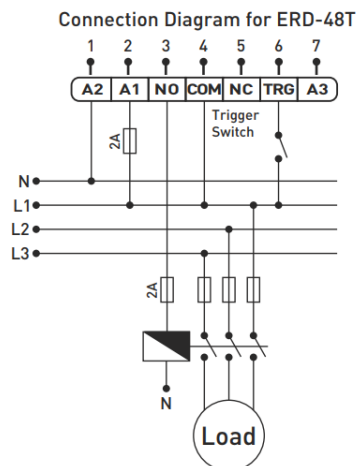 Connection Diagram for ERD-48T
1 2 3 4 5 6 7
A2 A1 NO COM NC TRG A3
2A
Trigger
Switch
N
L1
L2
L3
2A
N
Load